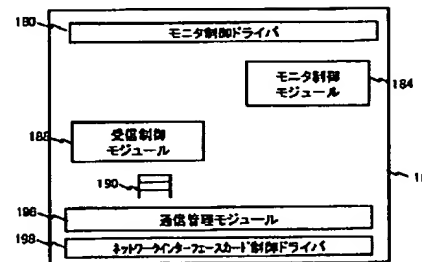 180
モニタ制御ドライバ
モニタ制御
モジュール
184
受信制御
モジュール
190
通信管理モジュール
198
ネットワークインターフェースカード制御ドライバ